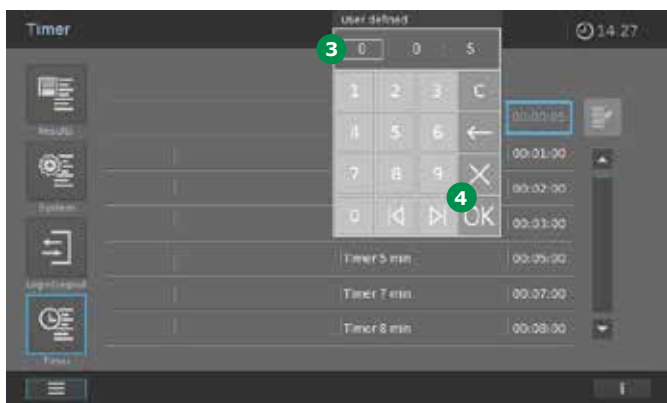 User defined
Timer
14:27
3
0 0 : 5
1 2 3 C
Results
00:00:05
4 5 6
00:01:00
7 8 9
System
00:02:00
4
0 OK
00:03:00
Timer 5 min 00:05:00
Timer 7 min 00:07:00
Timer 8 min 00:08:00
Timer
i